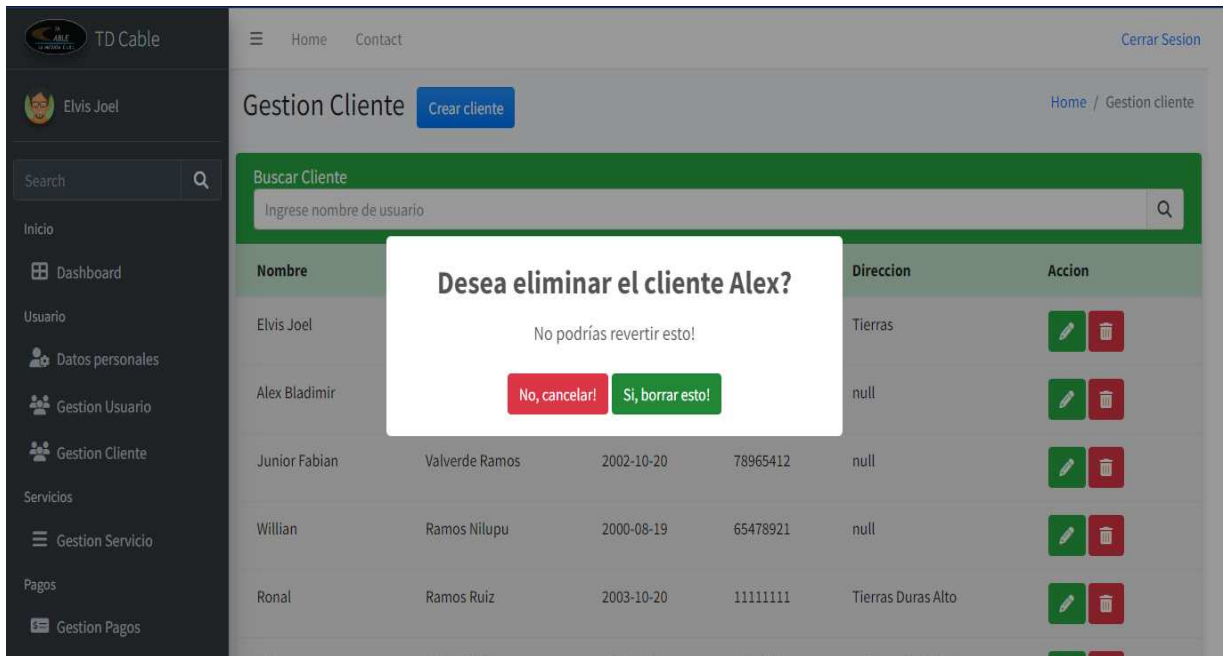 TD Cable
Home Contact Cerrar Sesion
Elvis Joel
Gestion Cliente Crear cliente
Home / Gestion cliente
Search
Buscar Cliente
Ingrese nombre de usuario
Inicio
Dashboard
Usuario
Datos personales
Gestion Usuario
Gestion Cliente
Servicios
Gestion Servicio
Pagos
Gestion Pagos
Nombre Direccion Accion
Elvis Joel Tierras
Alex Bladimir null
Junior Fabian Valverde Ramos 2002-10-20 78965412 null
Willian Ramos Nilupu 2000-08-19 65478921 null
Ronal Ramos Ruiz 2003-10-20 11111111 Tierras Duras Alto
Desea eliminar el cliente Alex?
No podrías revertir esto!
No, cancelar! Si, borrar esto!